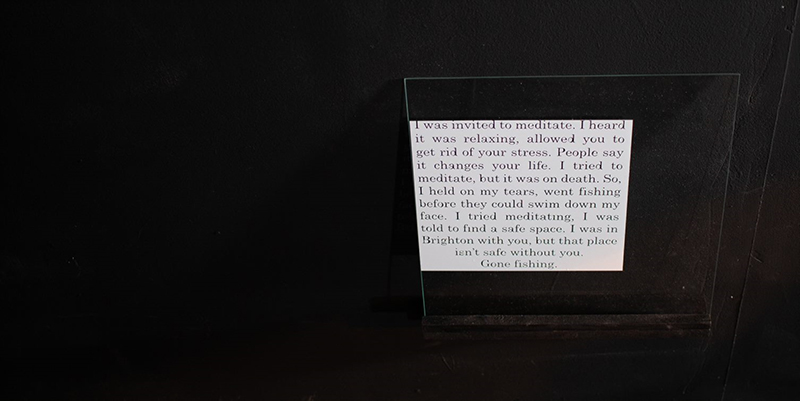 I was invited to meditate. I heard
it was relaxing, allowed you to
get rid of your stress. People say
it changes your life. I tried to
meditate, but it was on death. So,
I held on my tears, went fishing
before they could swim down my
face. I tried meditating, I was
told to find a safe space. I was in
Brighton with you, but that place
isn't safe without you.
Gone fishing.